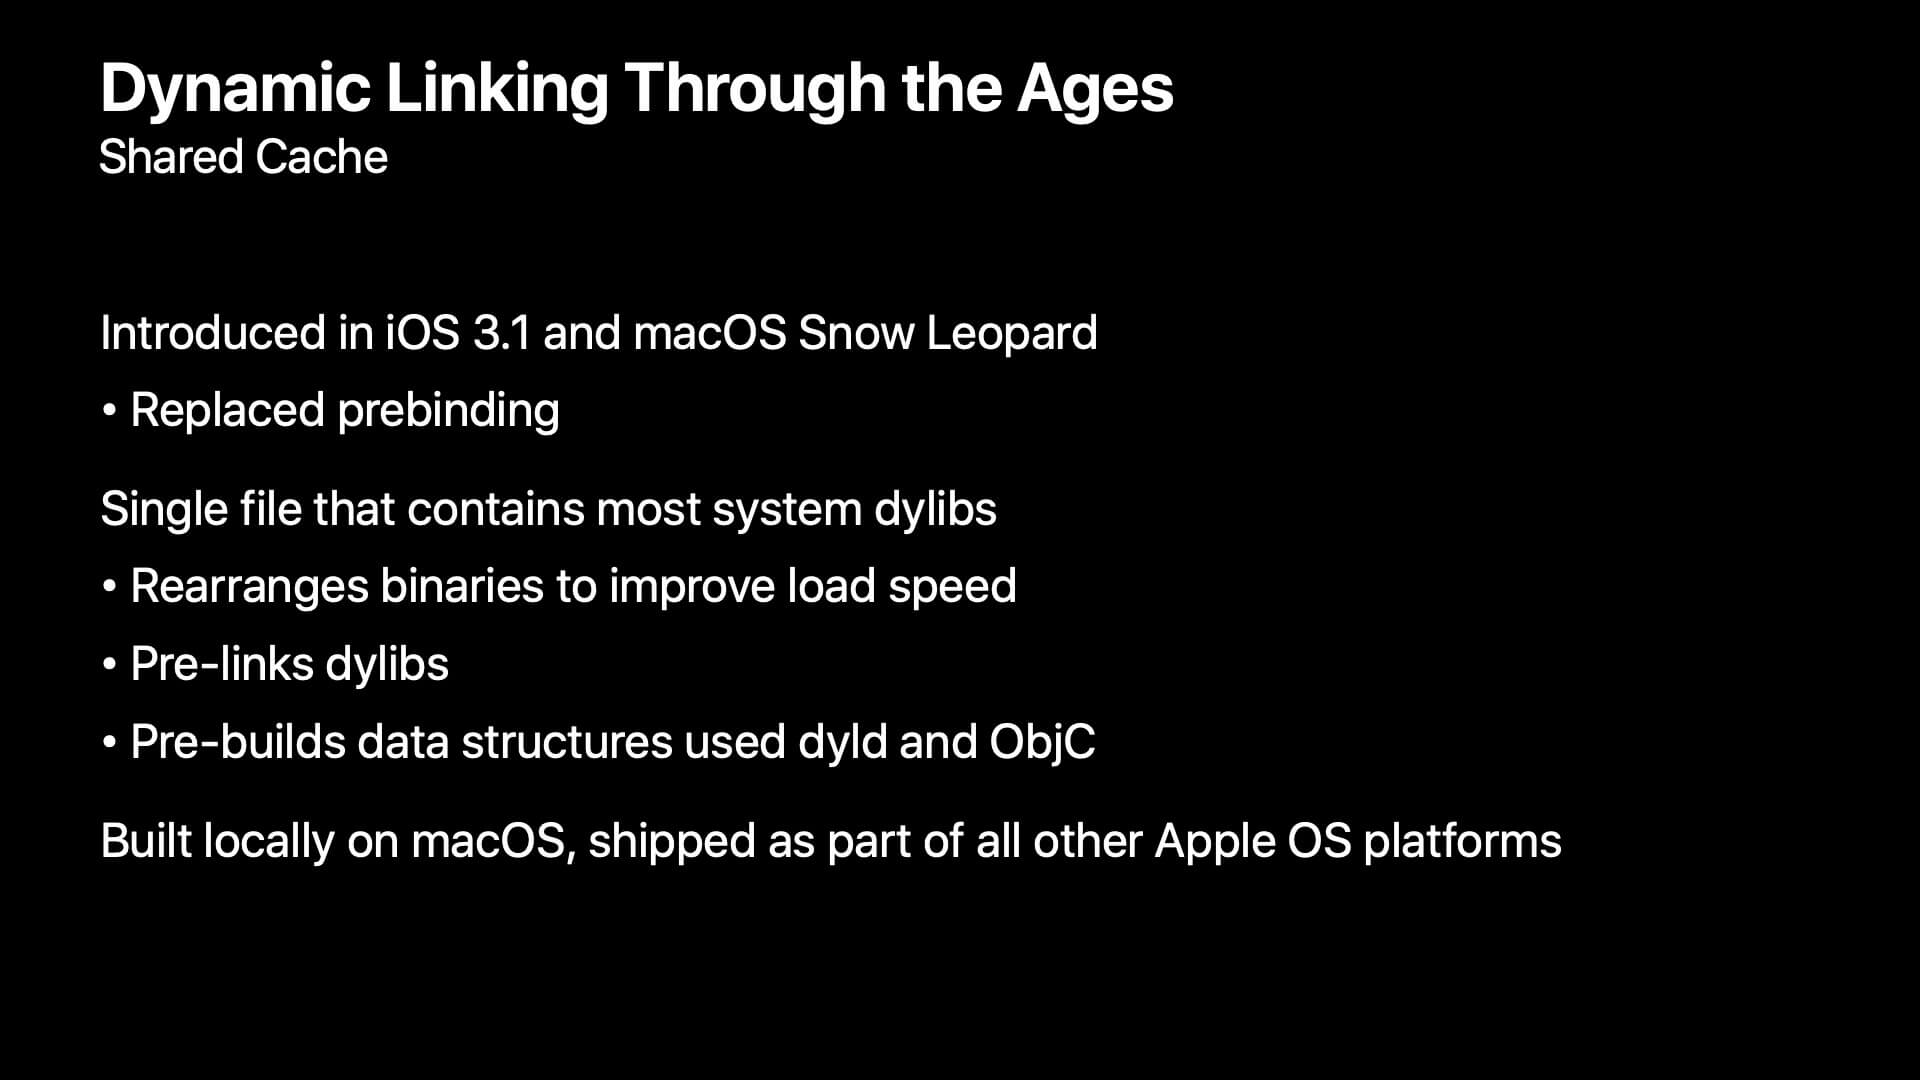 Dynamic Linking Through the Ages
Shared Cache
Introduced in iOS 3.1 and macOS Snow Leopard
• Replaced prebinding
Single file that contains most system dylibs
• Rearranges binaries to improve load speed
• Pre-links dylibs
• Pre-builds data structures used dyld and ObjC
Built locally on macOS, shipped as part of all other Apple OS platforms